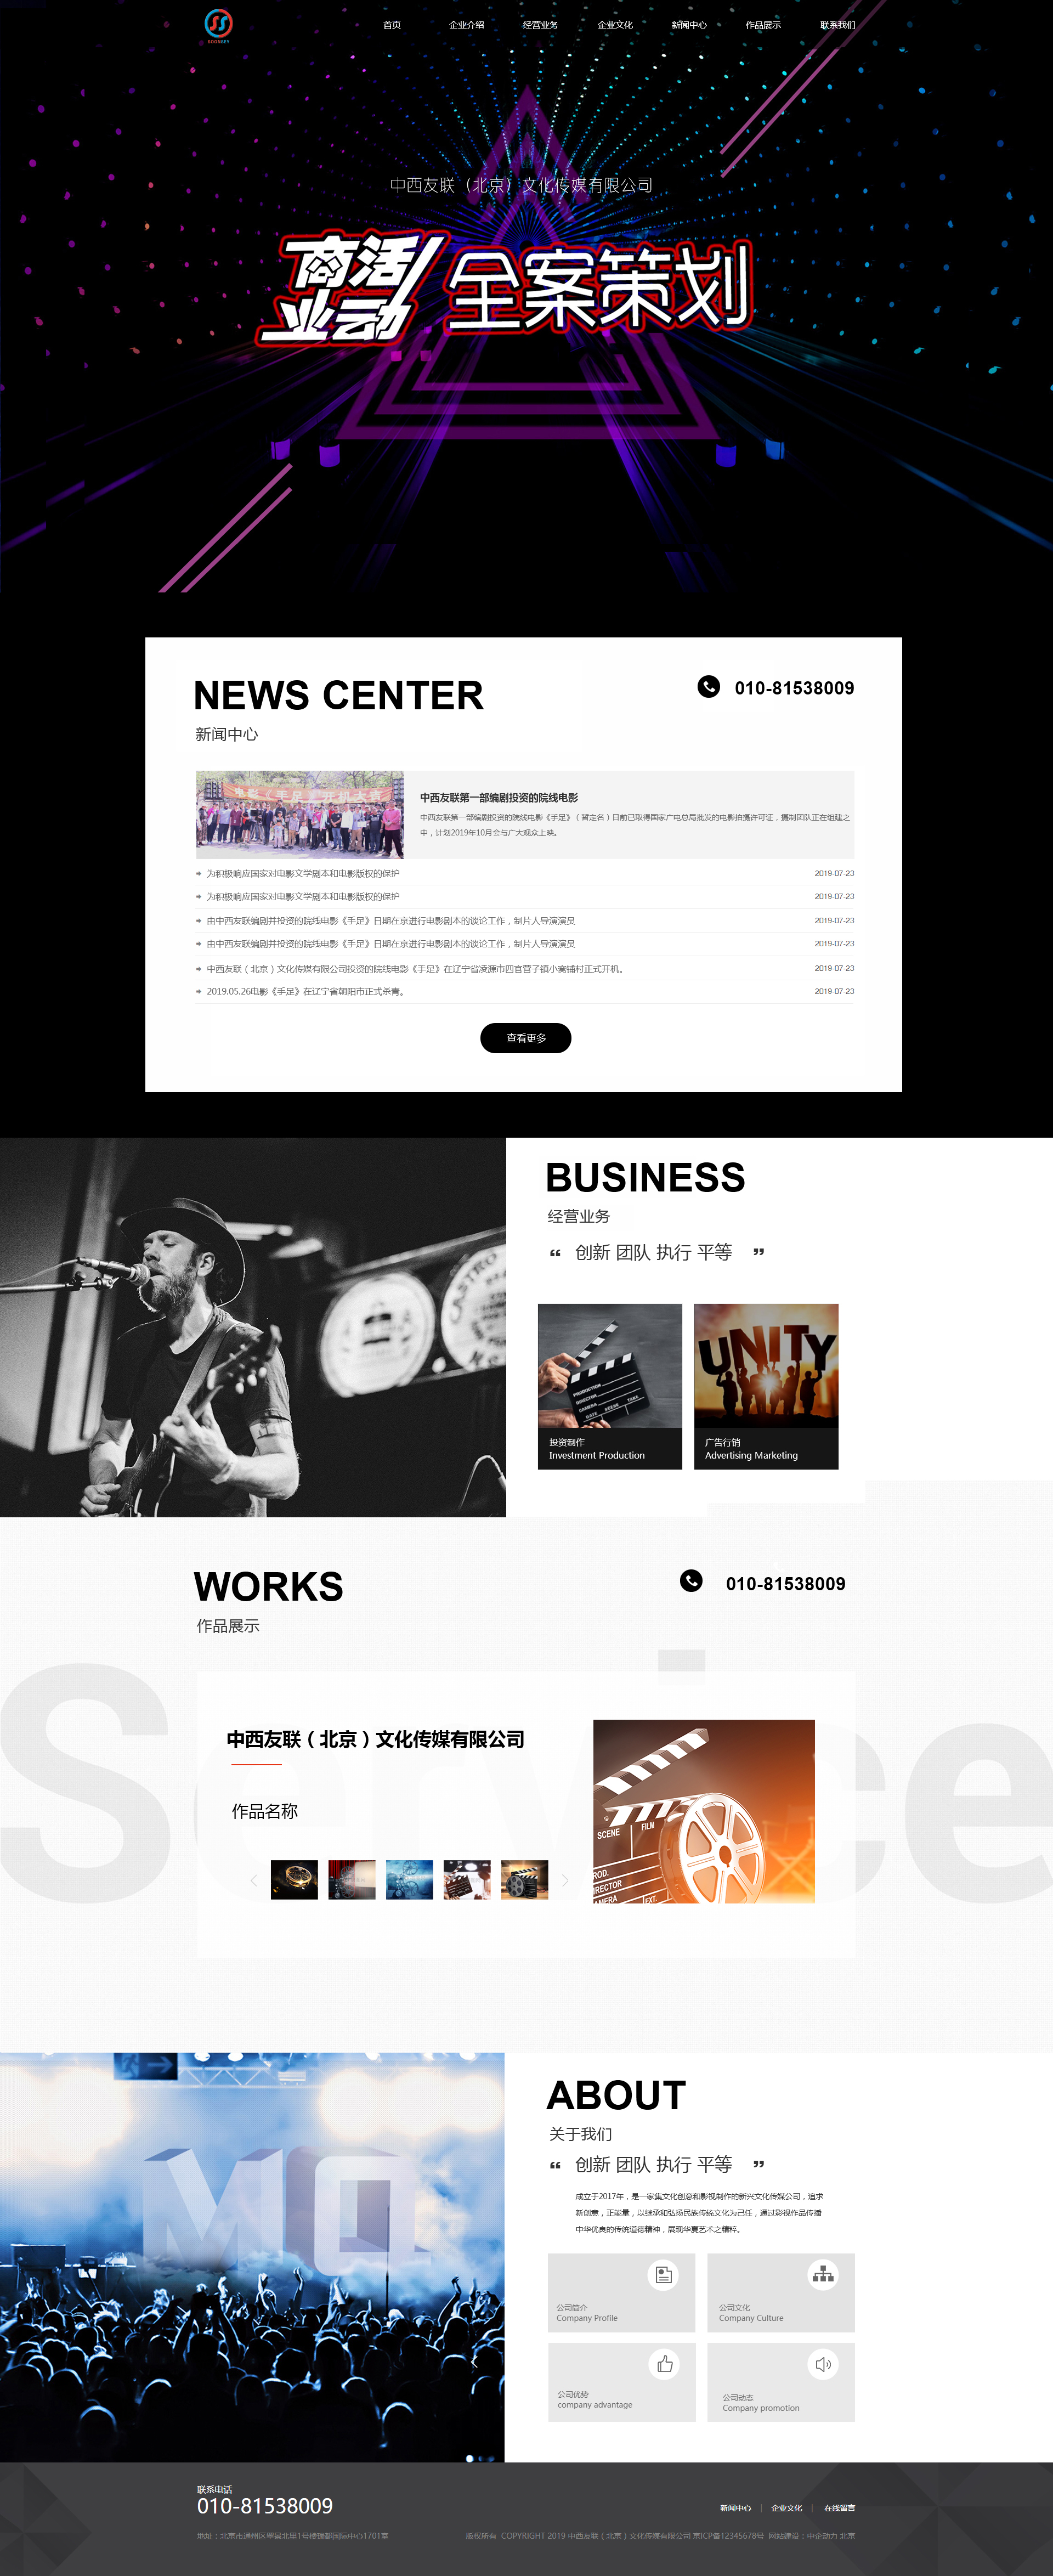 SOONBEY
首页 企业介绍 经营业务 企业文化 新闻中心 作品展示 联系我们
中西友联（北京）文化传媒有限公司
商业活动 全案策划
NEWS CENTER
010-81538009
新闻中心
电影《手足》开机大吉
中西友联第一部编剧投资的院线电影
中西友联第一部编剧投资的院线电影《手足》（暂定名）日前已取得国家广电总局批发的电影拍摄许可证，摄制团队正在组建之
中，计划2019年10月会与广大观众上映。
为积极响应国家对电影文学剧本和电影版权的保护 2019-07-23
为积极响应国家对电影文学剧本和电影版权的保护 2019-07-23
由中西友联编剧并投资的院线电影《手足》日期在京进行电影剧本的谈论工作，制片人导演演员 2019-07-23
由中西友联编剧并投资的院线电影《手足》日期在京进行电影剧本的谈论工作，制片人导演演员 2019-07-23
中西友联（北京）文化传媒有限公司投资的院线电影《手足》在辽宁省凌源市四官营子镇小窝铺村正式开机。 2019-07-23
2019.05.26电影《手足》在辽宁省朝阳市正式杀青。 2019-07-23
查看更多
BUSINESS
经营业务
“ 创新 团队 执行 平等 ”
PRODUCTION
DIRECTOR
CAMERA
DATE SCENE TAKE
UNITY
投资制作
Investment Production
广告行销
Advertising Marketing
WORKS
010-81538009
作品展示
Service
中西友联（北京）文化传媒有限公司
作品名称
SCENE FILM
PROD.
DIRECTOR
CAMERA EXT.
ABOUT
关于我们
“ 创新 团队 执行 平等 ”
成立于2017年，是一家集文化创意和影视制作的新兴文化传媒公司，追求
新创意，正能量，以继承和弘扬民族传统文化为己任，通过影视作品传播
中华优良的传统道德精神，展现华夏艺术之精粹。
MO
公司简介
Company Profile
公司文化
Company Culture
公司优势
company advantage
公司动态
Company promotion
联系电话
010-81538009
新闻中心 | 企业文化 | 在线留言
地址：北京市通州区翠景北里1号楼瑞都国际中心1701室
版权所有 COPYRIGHT 2019 中西友联（北京）文化传媒有限公司 京ICP备12345678号 网站建设：中企动力 北京